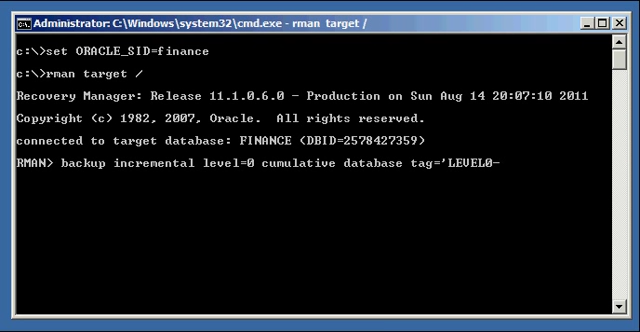 Administrator: C:\Windows\system32\cmd.exe - rman target /
c:\>set ORACLE_SID=finance
c:\>rman target /
Recovery Manager: Release 11.1.0.6.0 - Production on Sun Aug 14 20:07:10 2011
Copyright (c) 1982, 2007, Oracle.  All rights reserved.
connected to target database: FINANCE (DBID=2578427359)
RMAN> backup incremental level=0 cumulative database tag='LEVEL0-